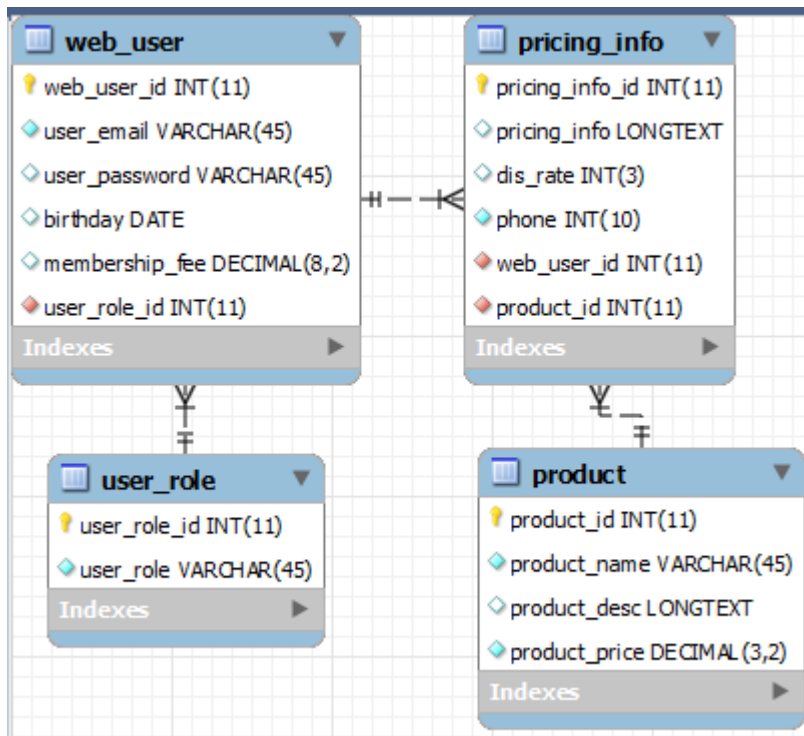 web_user
web_user_id INT(11)
user_email VARCHAR(45)
user_password VARCHAR(45)
birthday DATE
membership_fee DECIMAL(8,2)
user_role_id INT(11)
Indexes
pricing_info
pricing_info_id INT(11)
pricing_info LONGTEXT
dis_rate INT(3)
phone INT(10)
web_user_id INT(11)
product_id INT(11)
Indexes
user_role
user_role_id INT(11)
user_role VARCHAR(45)
Indexes
product
product_id INT(11)
product_name VARCHAR(45)
product_desc LONGTEXT
product_price DECIMAL(3,2)
Indexes